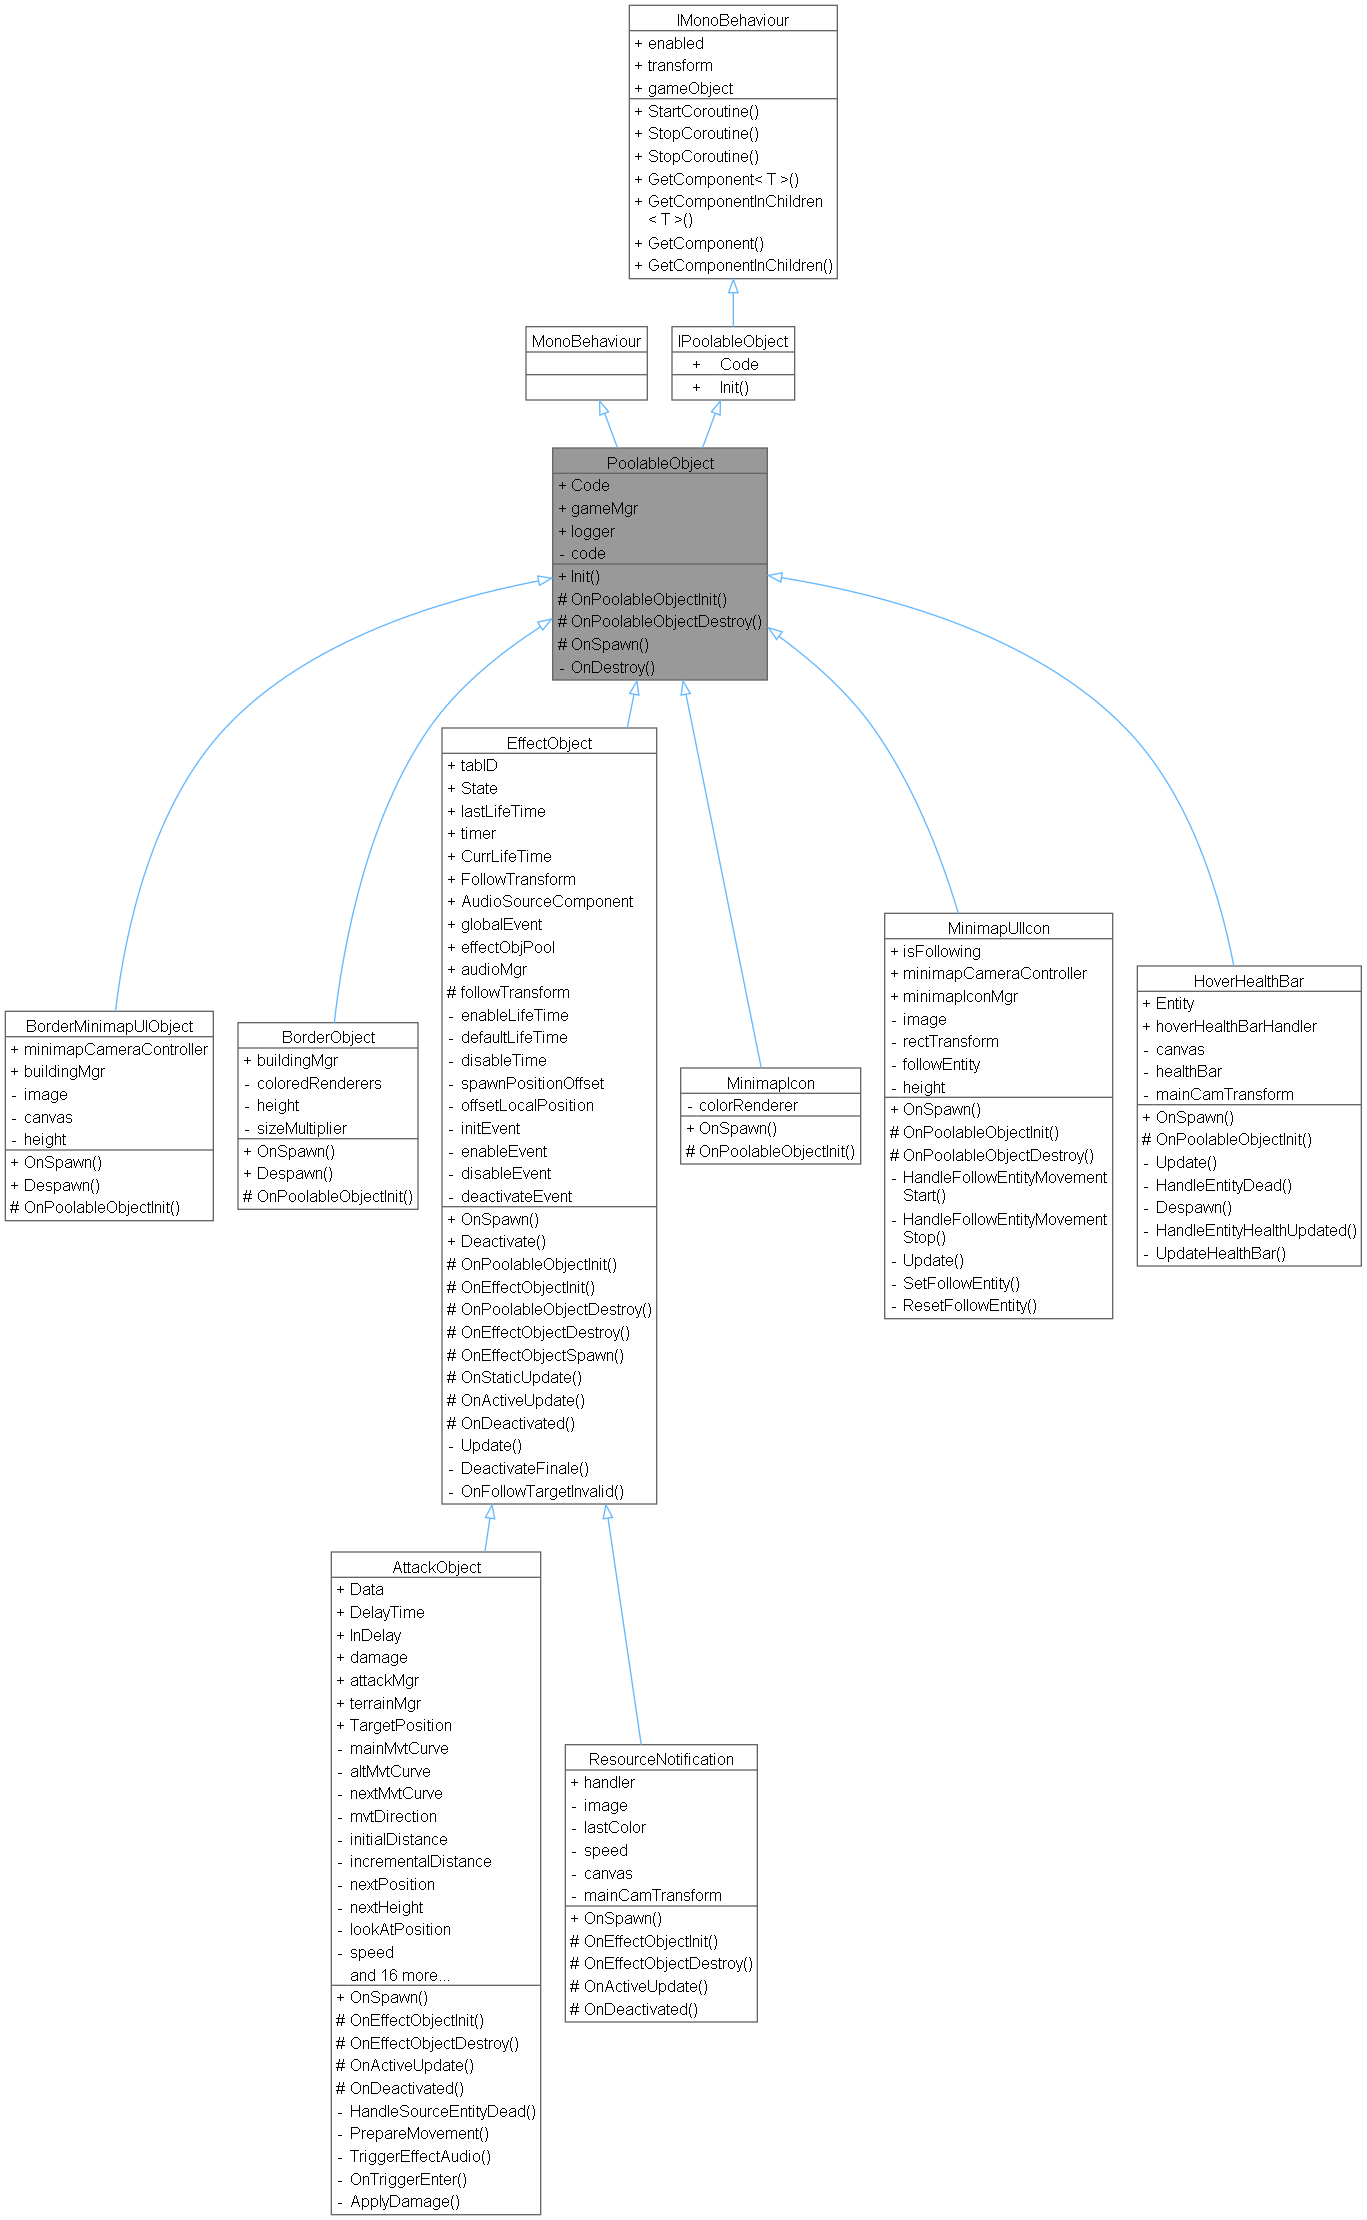 IMonoBehaviour
+ enabled
+ transform
+ gameObject
+ StartCoroutine()
+ StopCoroutine()
+ StopCoroutine()
+ GetComponent< T >()
+ GetComponentInChildren
< T >()
+ GetComponent()
+ GetComponentInChildren()
MonoBehaviour
IPoolableObject
+ Code
+ Init()
PoolableObject
+ Code
+ gameMgr
+ logger
- code
+ Init()
# OnPoolableObjectInit()
# OnPoolableObjectDestroy()
# OnSpawn()
- OnDestroy()
BorderMinimapUIObject
+ minimapCameraController
+ buildingMgr
- image
- canvas
- height
+ OnSpawn()
+ Despawn()
# OnPoolableObjectInit()
BorderObject
+ buildingMgr
- coloredRenderers
- height
- sizeMultiplier
+ OnSpawn()
+ Despawn()
# OnPoolableObjectInit()
EffectObject
+ tabID
+ State
+ lastLifeTime
+ timer
+ CurrLifeTime
+ FollowTransform
+ AudioSourceComponent
+ globalEvent
+ effectObjPool
+ audioMgr
# followTransform
- enableLifeTime
- defaultLifeTime
- disableTime
- spawnPositionOffset
- offsetLocalPosition
- initEvent
- enableEvent
- disableEvent
- deactivateEvent
+ OnSpawn()
+ Deactivate()
# OnPoolableObjectInit()
# OnEffectObjectInit()
# OnPoolableObjectDestroy()
# OnEffectObjectDestroy()
# OnEffectObjectSpawn()
# OnStaticUpdate()
# OnActiveUpdate()
# OnDeactivated()
- Update()
- DeactivateFinale()
- OnFollowTargetInvalid()
MinimapIcon
- colorRenderer
+ OnSpawn()
# OnPoolableObjectInit()
MinimapUIIcon
+ isFollowing
+ minimapCameraController
+ minimapIconMgr
- image
- rectTransform
- followEntity
- height
+ OnSpawn()
# OnPoolableObjectInit()
# OnPoolableObjectDestroy()
- HandleFollowEntityMovement
Start()
- HandleFollowEntityMovement
Stop()
- Update()
- SetFollowEntity()
- ResetFollowEntity()
HoverHealthBar
+ Entity
+ hoverHealthBarHandler
- canvas
- healthBar
- mainCamTransform
+ OnSpawn()
# OnPoolableObjectInit()
- Update()
- HandleEntityDead()
- Despawn()
- HandleEntityHealthUpdated()
- UpdateHealthBar()
AttackObject
+ Data
+ DelayTime
+ InDelay
+ damage
+ attackMgr
+ terrainMgr
+ TargetPosition
- mainMvtCurve
- altMvtCurve
- nextMvtCurve
- mvtDirection
- initialDistance
- incrementalDistance
- nextPosition
- nextHeight
- lookAtPosition
- speed
and 16 more...
+ OnSpawn()
# OnEffectObjectInit()
# OnEffectObjectDestroy()
# OnActiveUpdate()
# OnDeactivated()
- HandleSourceEntityDead()
- PrepareMovement()
- TriggerEffectAudio()
- OnTriggerEnter()
- ApplyDamage()
ResourceNotification
+ handler
- image
- lastColor
- speed
- canvas
- mainCamTransform
+ OnSpawn()
# OnEffectObjectInit()
# OnEffectObjectDestroy()
# OnActiveUpdate()
# OnDeactivated()